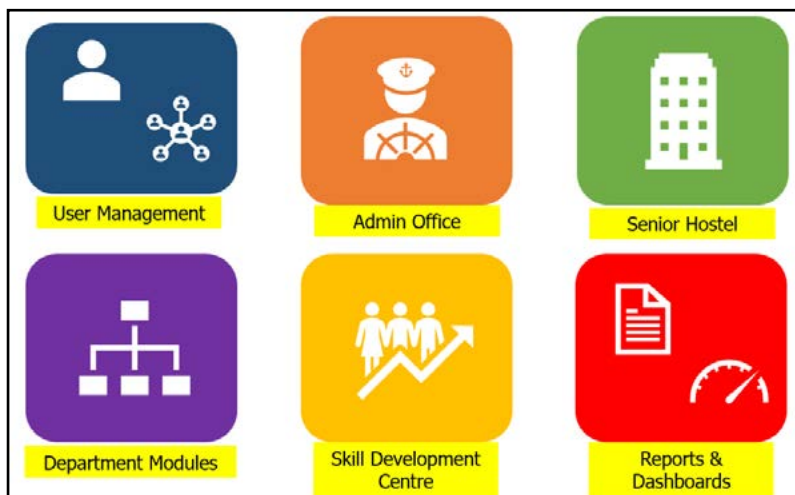 User Management
Admin Office
Senior Hostel
Department Modules
Skill Development
Centre
Reports &
Dashboards